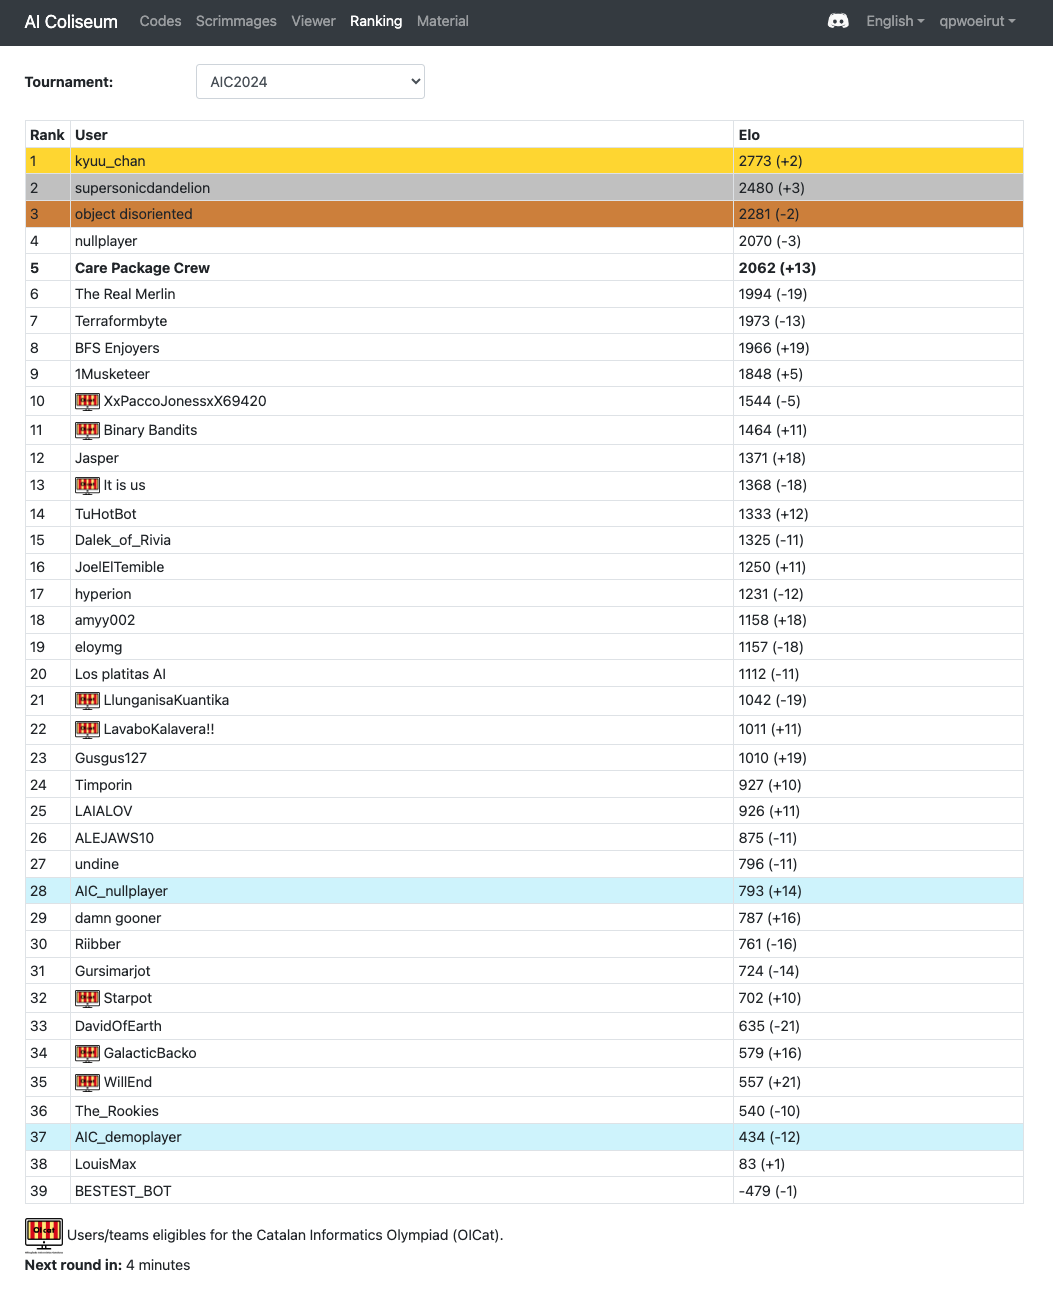 AI Coliseum Codes Scrimmages Viewer Ranking Material English qpwoeirut
Tournament: AIC2024
Rank User Elo
1 kyuu_chan 2773 (+2)
2 supersonicdandelion 2480 (+3)
3 object disoriented 2281 (-2)
4 nullplayer 2070 (-3)
5 Care Package Crew 2062 (+13)
6 The Real Merlin 1994 (-19)
7 Terraformbyte 1973 (-13)
8 BFS Enjoyers 1966 (+19)
9 1Musketeer 1848 (+5)
10 XxPaccoJonessxX69420 1544 (-5)
11 Binary Bandits 1464 (+11)
12 Jasper 1371 (+18)
13 It is us 1368 (-18)
14 TuHotBot 1333 (+12)
15 Dalek_of_Rivia 1325 (-11)
16 JoelElTemible 1250 (+11)
17 hyperion 1231 (-12)
18 amyy002 1158 (+18)
19 eloymg 1157 (-18)
20 Los platitas AI 1112 (-11)
21 LlunganisaKuantika 1042 (-19)
22 LavaboKalavera!! 1011 (+11)
23 Gusgus127 1010 (+19)
24 Timporin 927 (+10)
25 LAIALOV 926 (+11)
26 ALEJAWS10 875 (-11)
27 undine 796 (-11)
28 AIC_nullplayer 793 (+14)
29 damn gooner 787 (+16)
30 Riibber 761 (-16)
31 Gursimarjot 724 (-14)
32 Starpot 702 (+10)
33 DavidOfEarth 635 (-21)
34 GalacticBacko 579 (+16)
35 WillEnd 557 (+21)
36 The_Rookies 540 (-10)
37 AIC_demoplayer 434 (-12)
38 LouisMax 83 (+1)
39 BESTEST_BOT -479 (-1)
Users/teams eligibles for the Catalan Informatics Olympiad (OICat).
Next round in: 4 minutes